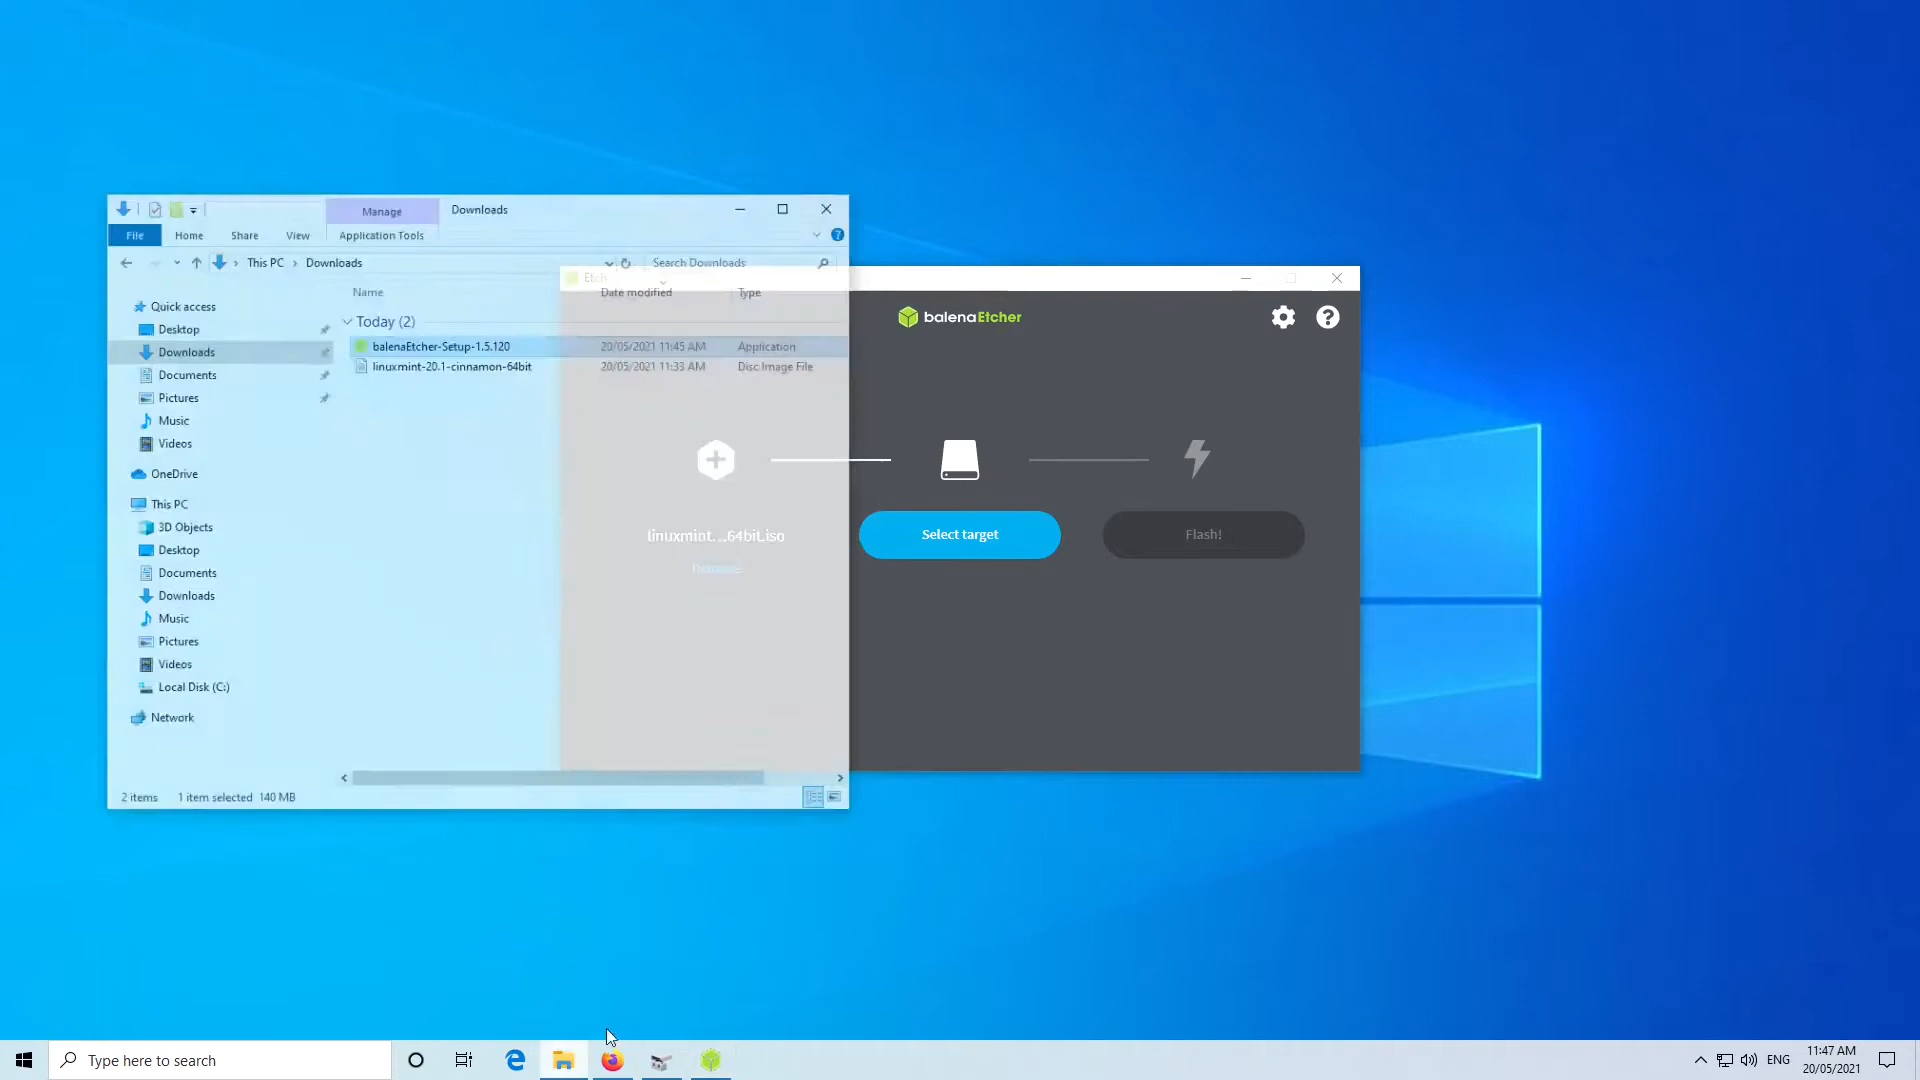 Manage
Downloads
File
Home
Share
View
Application Tools
This PC
Downloads
Search Downloads
Etch
Name
Date modified
Type
balenaEtcher
Quick access
Desktop
Downloads
Documents
Pictures
Music
Videos
OneDrive
This PC
3D Objects
Desktop
Documents
Downloads
Music
Pictures
Videos
Local Disk (C:)
Network
Today (2)
balenaEtcher-Setup-1.5.120
20/05/2021 11:45 AM
Application
linuxmint-20.1-cinnamon-64bit
20/05/2021 11:33 AM
Disc Image File
linuxmint...64bit.iso
Remove
Select target
Flash!
2 items
1 item selected
140 MB
Type here to search
ENG
11:47 AM
20/05/2021